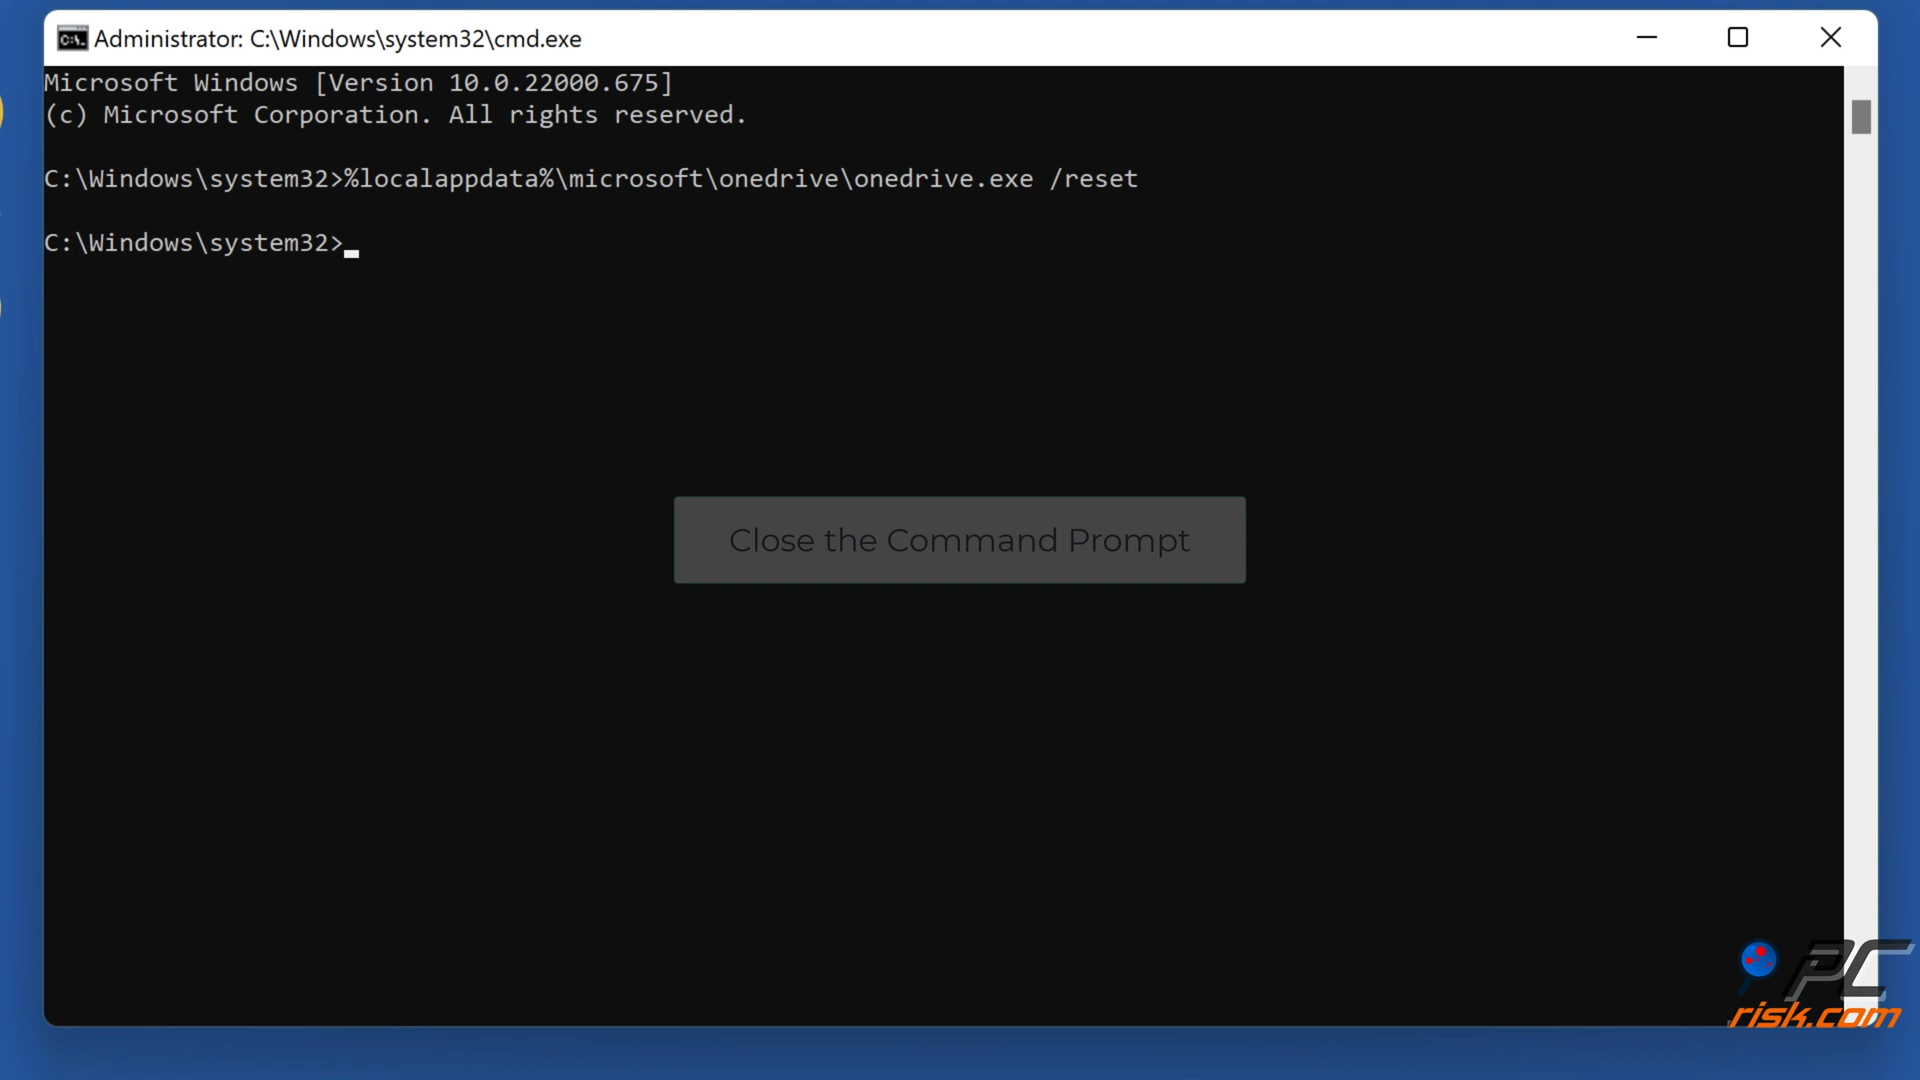 Administrator: C:\Windows\system32\cmd.exe
Microsoft Windows [Version 10.0.22000.675]
(c) Microsoft Corporation. All rights reserved.
C:\Windows\system32>%localappdata%\microsoft\onedrive\onedrive.exe /reset
C:\Windows\system32>
Close the Command Prompt
PC
risk.com